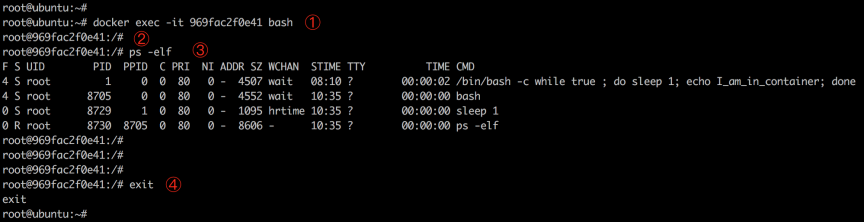 root@ubuntu:~#
root@ubuntu:~# docker exec -it 969fac2f0e41 bash ①
root@969fac2f0e41:/# ②
root@969fac2f0e41:/# ps -elf ③
F S UID        PID  PPID  C PRI  NI ADDR SZ WCHAN  STIME TTY          TIME CMD
4 S root         1     0  0  80   0 -  4507 wait   08:10 ?        00:00:02 /bin/bash -c while true ; do sleep 1; echo I_am_in_container; done
4 S root      8705     0  0  80   0 -  4552 wait   10:35 ?        00:00:00 bash
0 S root      8729     1  0  80   0 -  1095 hrtime 10:35 ?        00:00:00 sleep 1
0 R root      8730  8705  0  80   0 -  8606 -      10:35 ?        00:00:00 ps -elf
root@969fac2f0e41:/#
root@969fac2f0e41:/#
root@969fac2f0e41:/#
root@969fac2f0e41:/# exit ④
exit
root@ubuntu:~#